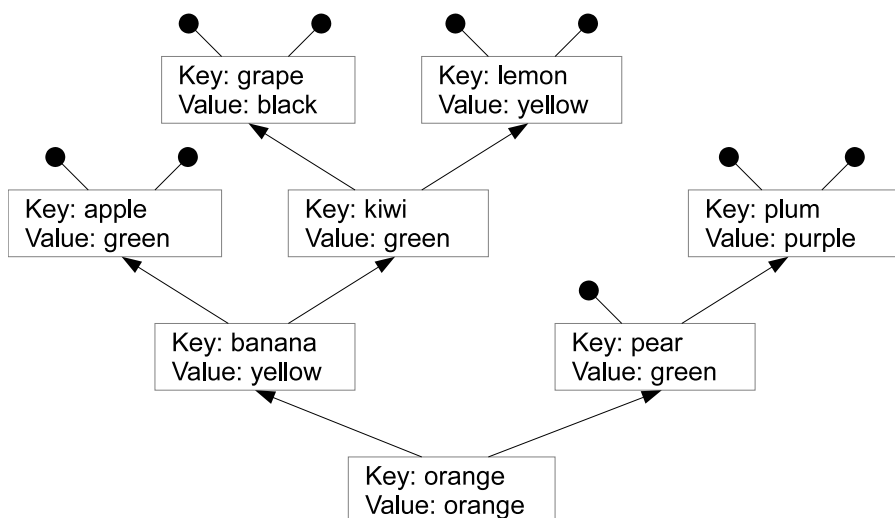 Key: grape
Value: black
Key: lemon
Value: yellow
Key: apple
Value: green
Key: kiwi
Value: green
Key: plum
Value: purple
Key: banana
Value: yellow
Key: pear
Value: green
Key: orange
Value: orange